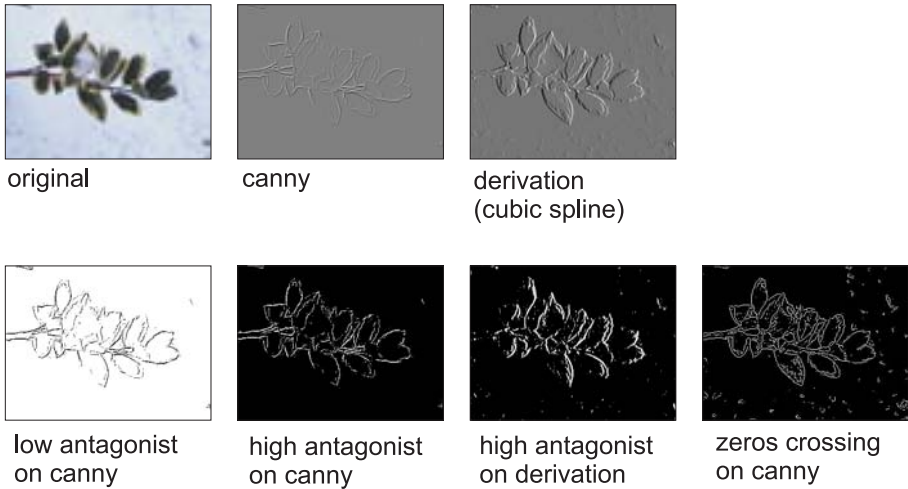 original
canny
derivation
(cubic spline)
low antagonist
on canny
high antagonist
on canny
high antagonist
on derivation
zeros crossing
on canny